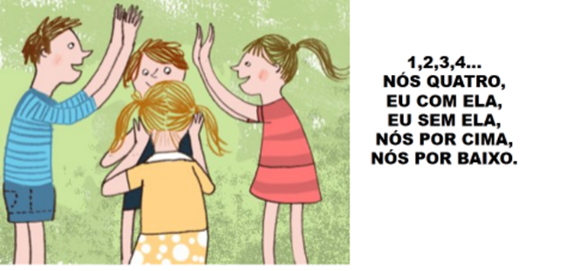 1,2,3,4...
NÓS QUATRO,
EU COM ELA,
EU SEM ELA,
NÓS POR CIMA,
NÓS POR BAIXO.